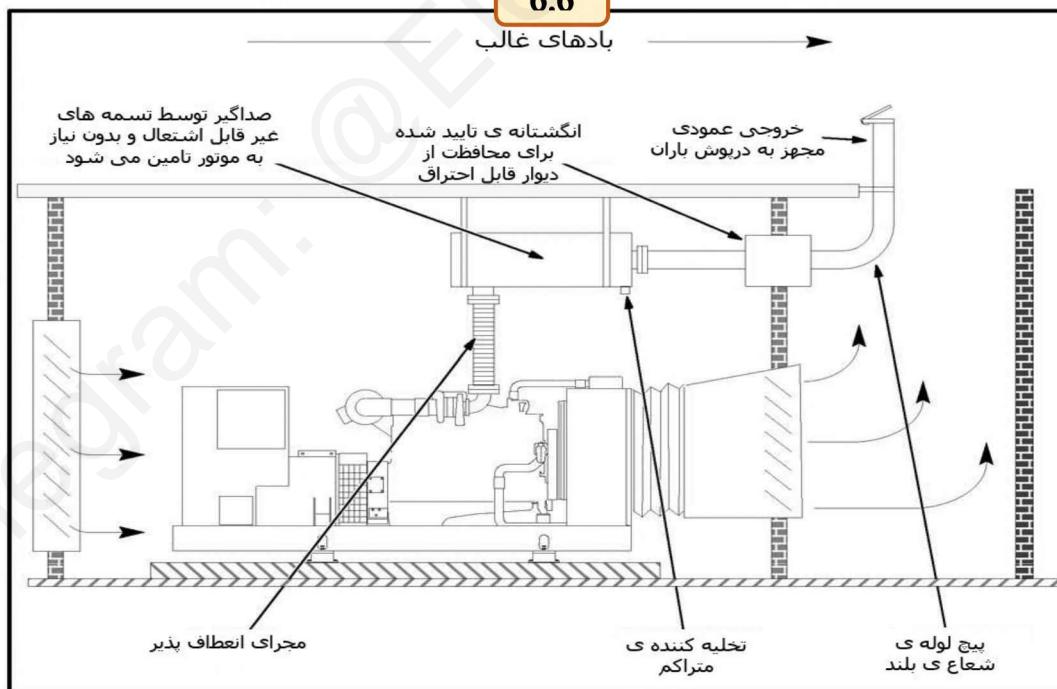 6.6
بادهای غالب
صداگیر توسط تسمه های
غیر قابل اشتعال و بدون نیاز
به موتور تامین می شود
انگشتانه ی تایید شده
برای محافظت از
دیوار قابل احتراق
خروجی عمودی
مجهز به درپوش باران
مجرای انعطاف پذیر
تخلیه کننده ی
متراکم
پیچ لوله ی
شعاع ی بلند